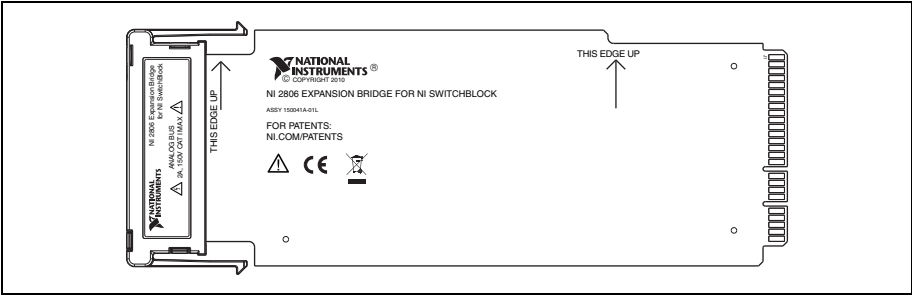 NI 2806 Expansion Bridge
for NI SwitchBlock
ANALOG BUS
2A, 150V CAT I MAX
NATIONAL
INSTRUMENTS
THIS EDGE UP
NATIONAL
INSTRUMENTS ®
© COPYRIGHT 2010
NI 2806 EXPANSION BRIDGE FOR NI SWITCHBLOCK
ASSY 150041A-01L
FOR PATENTS:
NI.COM/PATENTS
CE
THIS EDGE UP